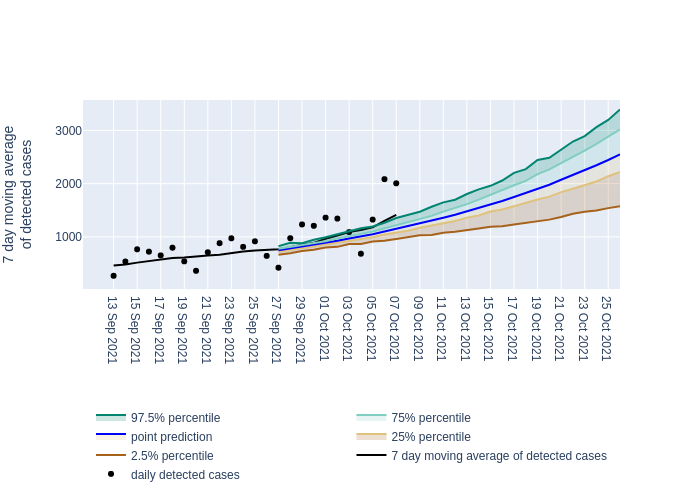 7 day moving average
of detected cases
3000
2000
1000
13 Sep 2021
15 Sep 2021
17 Sep 2021
19 Sep 2021
21 Sep 2021
23 Sep 2021
25 Sep 2021
27 Sep 2021
29 Sep 2021
01 Oct 2021
03 Oct 2021
05 Oct 2021
07 Oct 2021
09 Oct 2021
11 Oct 2021
13 Oct 2021
15 Oct 2021
17 Oct 2021
19 Oct 2021
21 Oct 2021
23 Oct 2021
25 Oct 2021
97.5% percentile
75% percentile
point prediction
25% percentile
2.5% percentile
7 day moving average of detected cases
daily detected cases